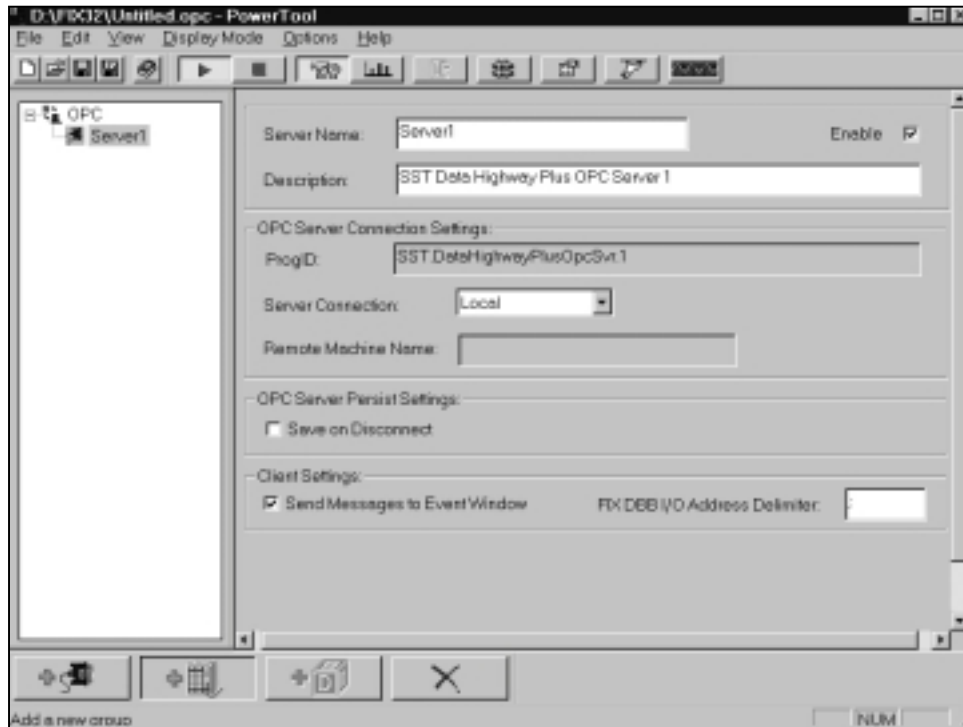 D:\FIX32\Untitled.opc - PowerTool
File Edit View Display Mode Options Help
OPC
Server1
Server Name: Server1 Enable
Description: SST Data Highway Plus OPC Server 1
OPC Server Connection Settings:
ProgID: SST.DataHighwayPlusOpcSvr.1
Server Connection: Local
Remote Machine Name:
OPC Server Persist Settings:
Save on Disconnect
Client Settings:
Send Messages to Event Window FIX DBB I/O Address Delimiter: ;
Add a new group NUM